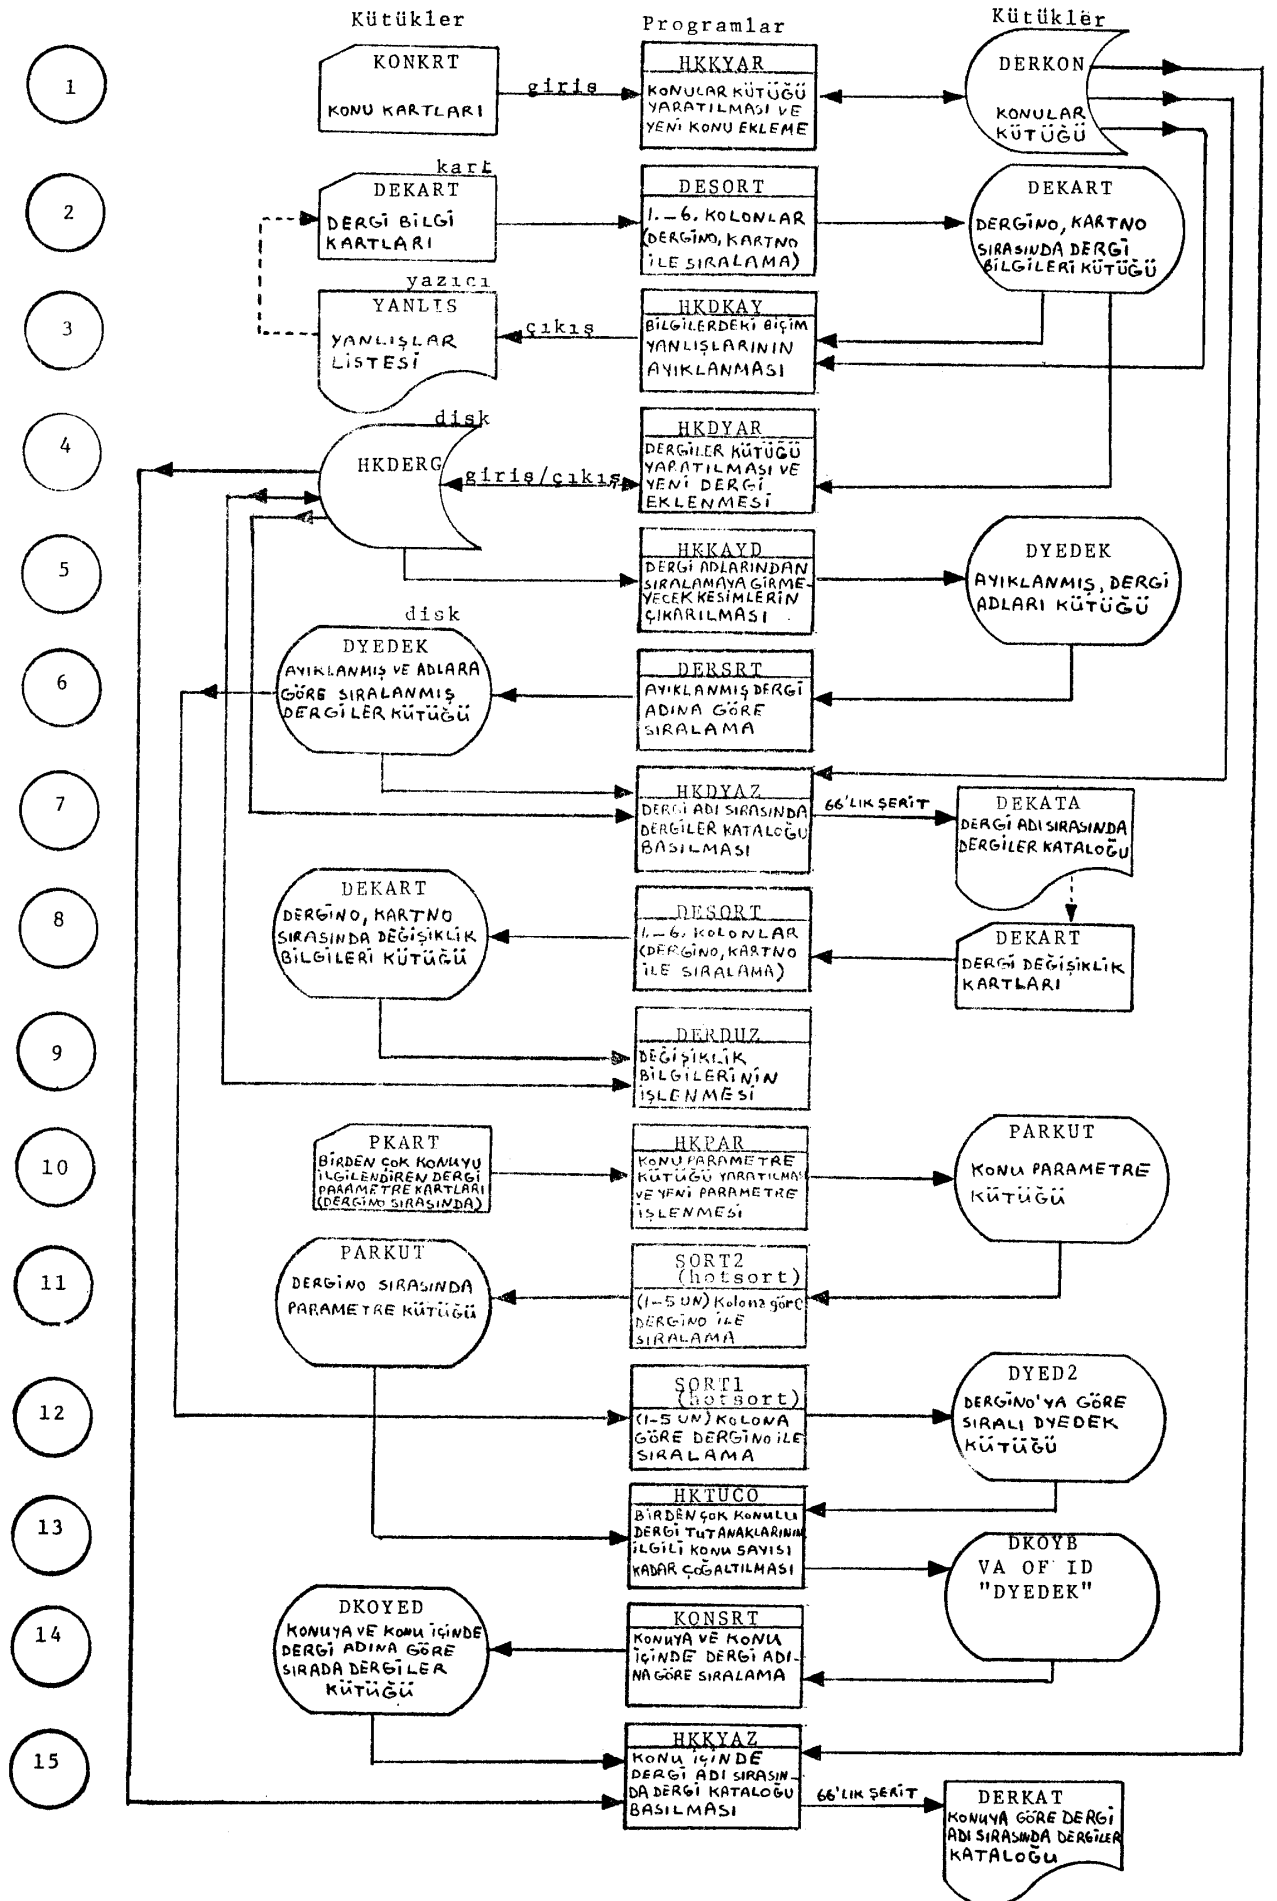 Kütükler
Programlar
Kütükler
1
KONKRT
KONU KARTLARI
giriş
HKKYAR
KONULAR KÜTÜĞÜ
YARATILMASI VE
YENİ KONU EKLEME
DERKON
KONULAR
KÜTÜĞÜ
2
kart
DEKART
DERGİ BİLGİ
KARTLARI
DESORT
1.-6. KOLONLAR
(DERGİNO, KARTNO
İLE SIRALAMA)
DEKART
DERGİNO, KARTNO
SIRASINDA DERGİ
BİLGİLERİ KÜTÜĞÜ
3
yazıcı
YANLIS
YANLIŞLAR
LİSTESİ
çıkış
HKDKAY
BİLGİLERDEKİ BİÇİM
YANLIŞLARININ
AYIKLANMASI
4
disk
HKDERG
giriş/çıkış
HKDYAR
DERGİLER KÜTÜĞÜ
YARATILMASI VE
YENİ DERGİ
EKLENMESİ
5
HKKAYD
DERGİ ADLARINDAN
SIRALAMAYA GİRME-
YECEK KESİMLERİN
ÇIKARILMASI
DYEDEK
AYIKLANMIŞ, DERGİ
ADLARI KÜTÜĞÜ
6
disk
DYEDEK
AYIKLANMIŞ VE ADLARA
GÖRE SIRALANMIŞ
DERGİLER KÜTÜĞÜ
DERSRT
AYIKLANMIŞ DERGİ
ADINA GÖRE
SIRALAMA
7
HKDYAZ
DERGİ ADI SIRASINDA
DERGİLER KATALOĞU
BASILMASI
66'LIK ŞERİT
DEKATA
DERGİ ADI SIRASINDA
DERGİLER KATALOĞU
8
DEKART
DERGİNO, KARTNO
SIRASINDA DEĞİŞİKLİK
BİLGİLERİ KÜTÜĞÜ
DESORT
1.-6. KOLONLAR
(DERGİNO, KARTNO
İLE SIRALAMA)
DEKART
DERGİ DEĞİŞİKLİK
KARTLARI
9
DERDUZ
DEĞİŞİKLİK
BİLGİLERİNİN
İŞLENMESİ
10
PKART
BİRDEN ÇOK KONUYU
İLGİLENDİREN DERGİ
PARAMETRE KARTLARI
(DERGİNO SIRASINDA)
HKPAR
KONU PARAMETRE
KÜTÜĞÜ YARATILMAS
VE YENİ PARAMETRE
İŞLENMESİ
PARKUT
KONU PARAMETRE
KÜTÜĞÜ
11
PARKUT
DERGİNO SIRASINDA
PARAMETRE KÜTÜĞÜ
SORT2
(hotsort)
(1-5 UN) Kolona göre
DERGİNO İLE
SIRALAMA
12
SORT1
(hotsort)
(1-5 UN) KOLONA
GÖRE DERGİNO İLE
SIRALAMA
DYED2
DERGİNO'YA GÖRE
SIRALI DYEDEK
KÜTÜĞÜ
13
HKTUCO
BİRDEN ÇOK KONULU
DERGİ TUTANAKLARININ
İLGİLİ KONU SAYISI
KADAR ÇOĞALTILMASI
DKOYB
VA OF ID
"DYEDEK"
14
DKOYED
KONUYA VE KONU İÇİNDE
DERGİ ADINA GÖRE
SIRADA DERGİLER
KÜTÜĞÜ
KONSRT
KONUYA VE KONU
İÇİNDE DERGİ ADI-
NA GÖRE SIRALAMA
15
HKKYAZ
KONU İÇİNDE
DERGİ ADI SIRASIN-
DA DERGİ KATALOĞU
BASILMASI
66'LIK ŞERİT
DERKAT
KONUYA GÖRE DERGİ
ADI SIRASINDA DERGİLER
KATALOĞU